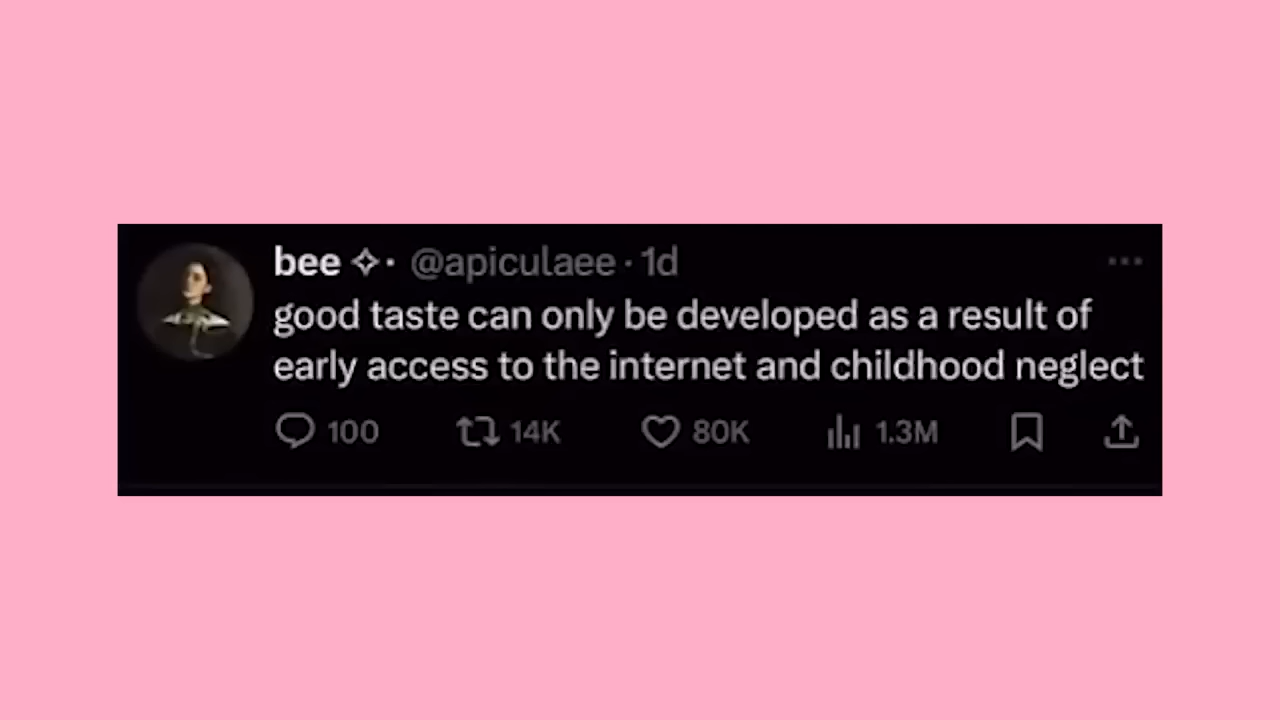 bee ✧· @apiculaee · 1d
good taste can only be developed as a result of
early access to the internet and childhood neglect
100 14K 80K 1.3M